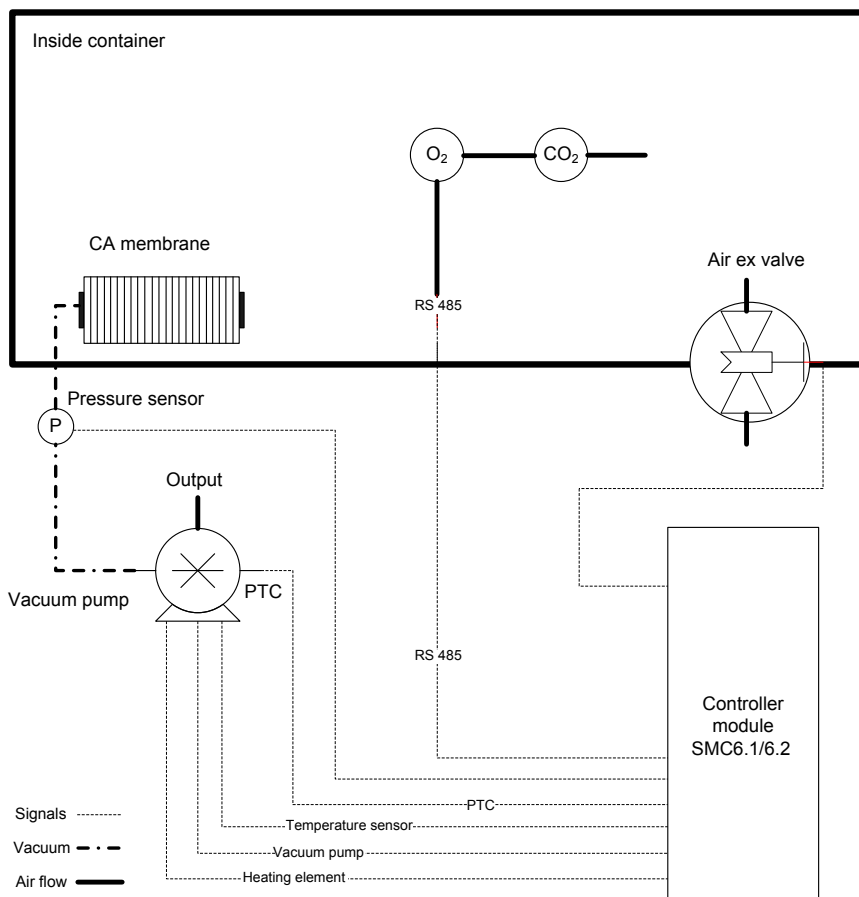 Inside container
O2
CO2
CA membrane
Air ex valve
RS 485
Pressure sensor
P
Output
PTC
Vacuum pump
RS 485
Controller
module
SMC6.1/6.2
PTC
Signals
Temperature sensor
Vacuum
Vacuum pump
Heating element
Air flow